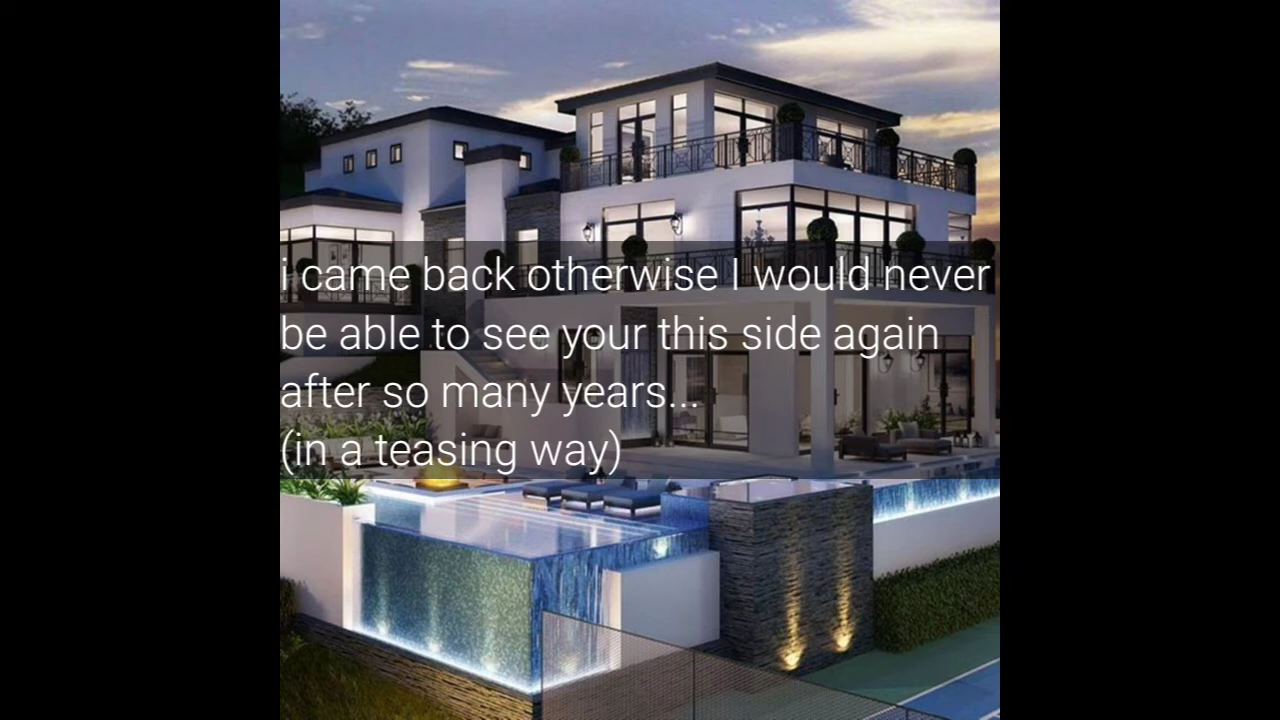 i came back otherwise I would never
be able to see your this side again
after so many years...
(in a teasing way)